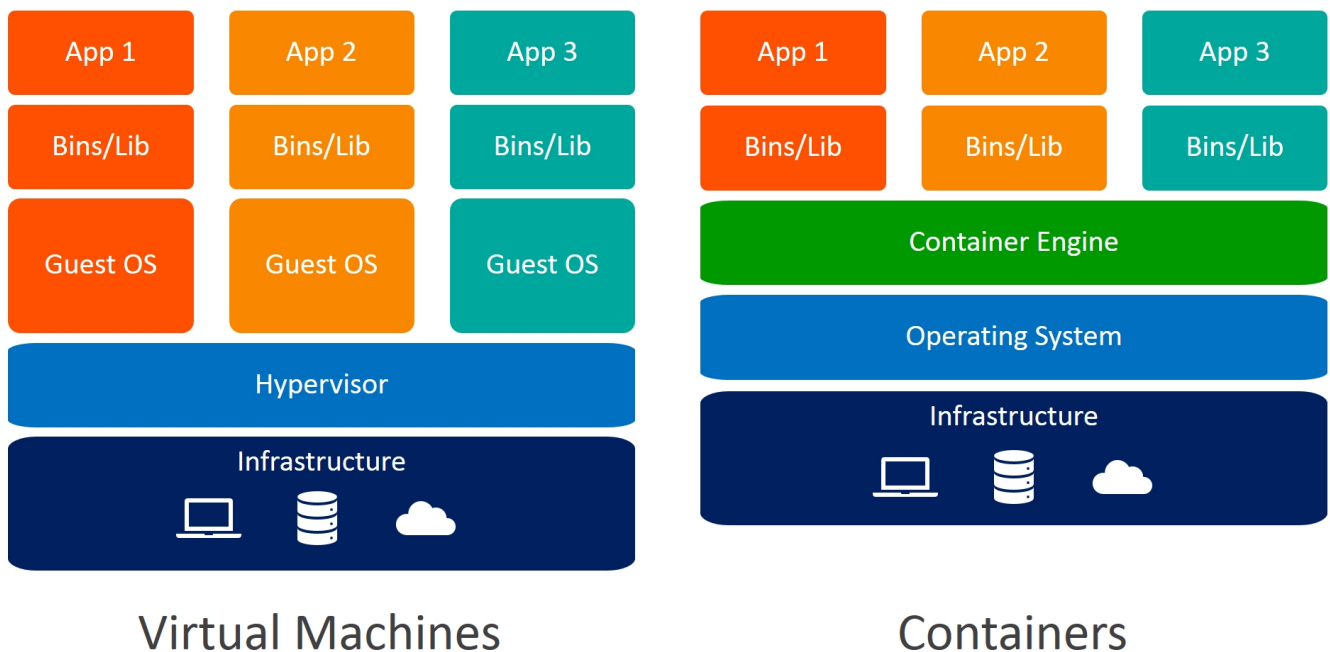 App 1
App 2
App 3
Bins/Lib
Bins/Lib
Bins/Lib
Guest OS
Guest OS
Guest OS
Hypervisor
Infrastructure
Virtual Machines
App 1
App 2
App 3
Bins/Lib
Bins/Lib
Bins/Lib
Container Engine
Operating System
Infrastructure
Containers